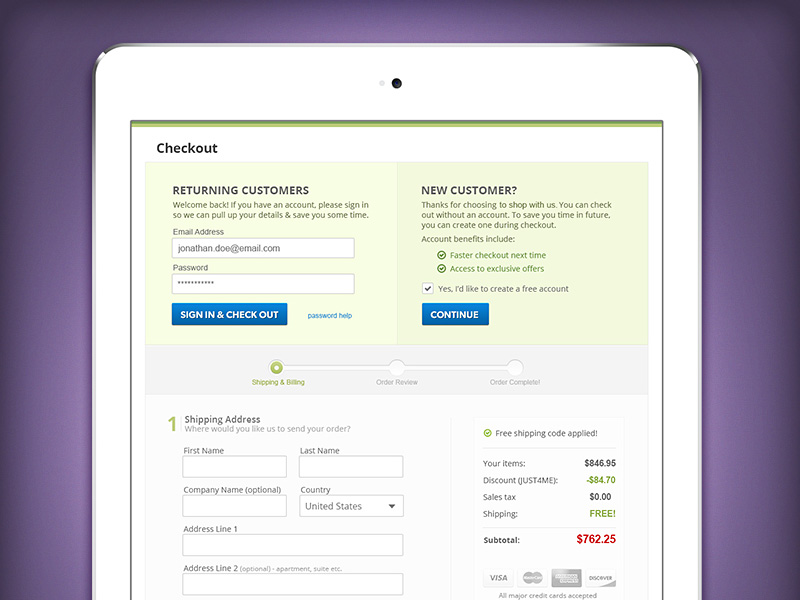 Checkout
RETURNING CUSTOMERS
Welcome back! If you have an account, please sign in
so we can pull up your details & save you some time.
Email Address
jonathan.doe@email.com
Password
***********
SIGN IN & CHECK OUT
password help
NEW CUSTOMER?
Thanks for choosing to shop with us. You can check
out without an account. To save you time in future,
you can create one during checkout.
Account benefits include:
Faster checkout next time
Access to exclusive offers
Yes, I'd like to create a free account
CONTINUE
Shipping & Billing
Order Review
Order Complete!
1
Shipping Address
Where would you like us to send your order?
First Name
Last Name
Company Name (optional)
Country
United States
Address Line 1
Address Line 2 (optional) - apartment, suite etc.
Free shipping code applied!
Your items: $846.95
Discount (JUST4ME): -$84.70
Sales tax $0.00
Shipping: FREE!
Subtotal: $762.25
VISA
MasterCard
DISCOVER
All major credit cards accepted